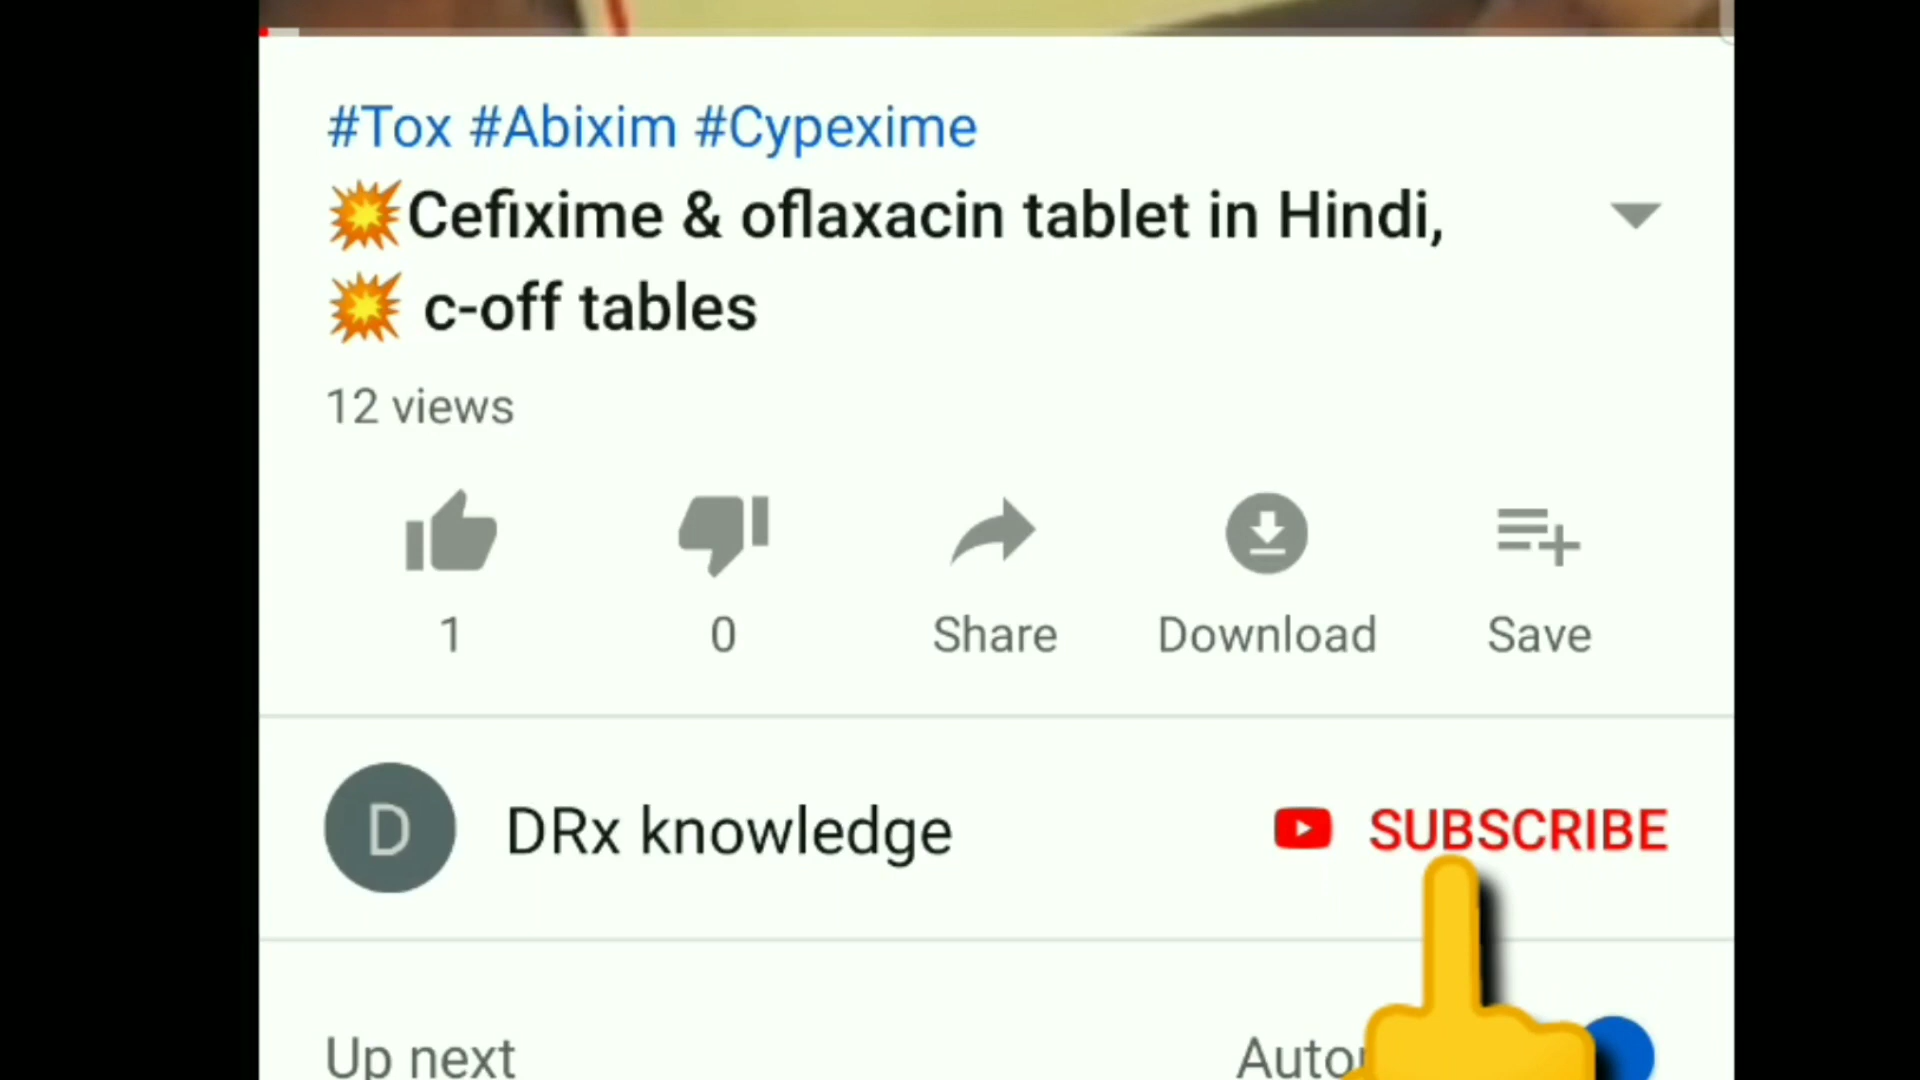 #Tox #Abixim #Cypexime
💥Cefixime & oflaxacin tablet in Hindi,
💥 c-off tables
12 views
1 0 Share Download Save
D DRx knowledge SUBSCRIBE
Up next